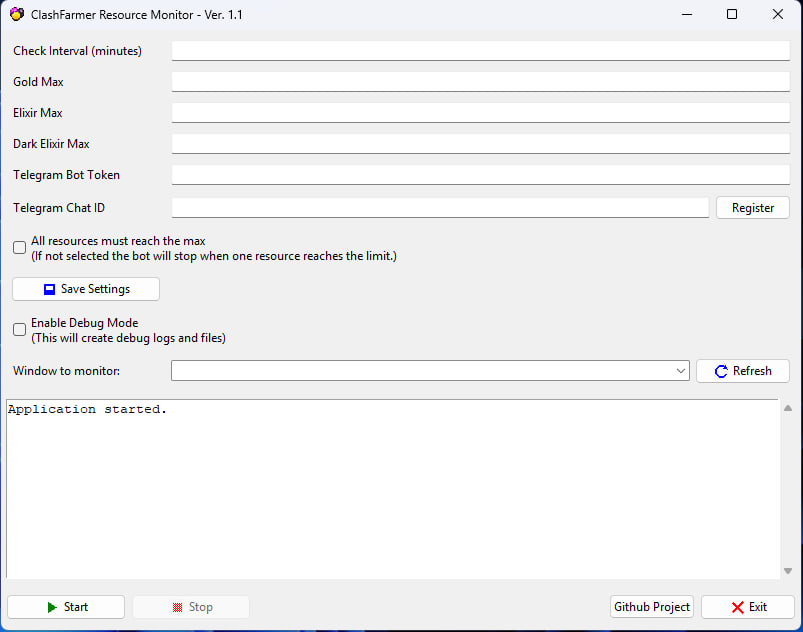 ClashFarmer Resource Monitor - Ver. 1.1
Check Interval (minutes)
Gold Max
Elixir Max
Dark Elixir Max
Telegram Bot Token
Telegram Chat ID
Register
All resources must reach the max
(If not selected the bot will stop when one resource reaches the limit.)
Save Settings
Enable Debug Mode
(This will create debug logs and files)
Window to monitor:
Refresh
Application started.
Start
Stop
Github Project
Exit